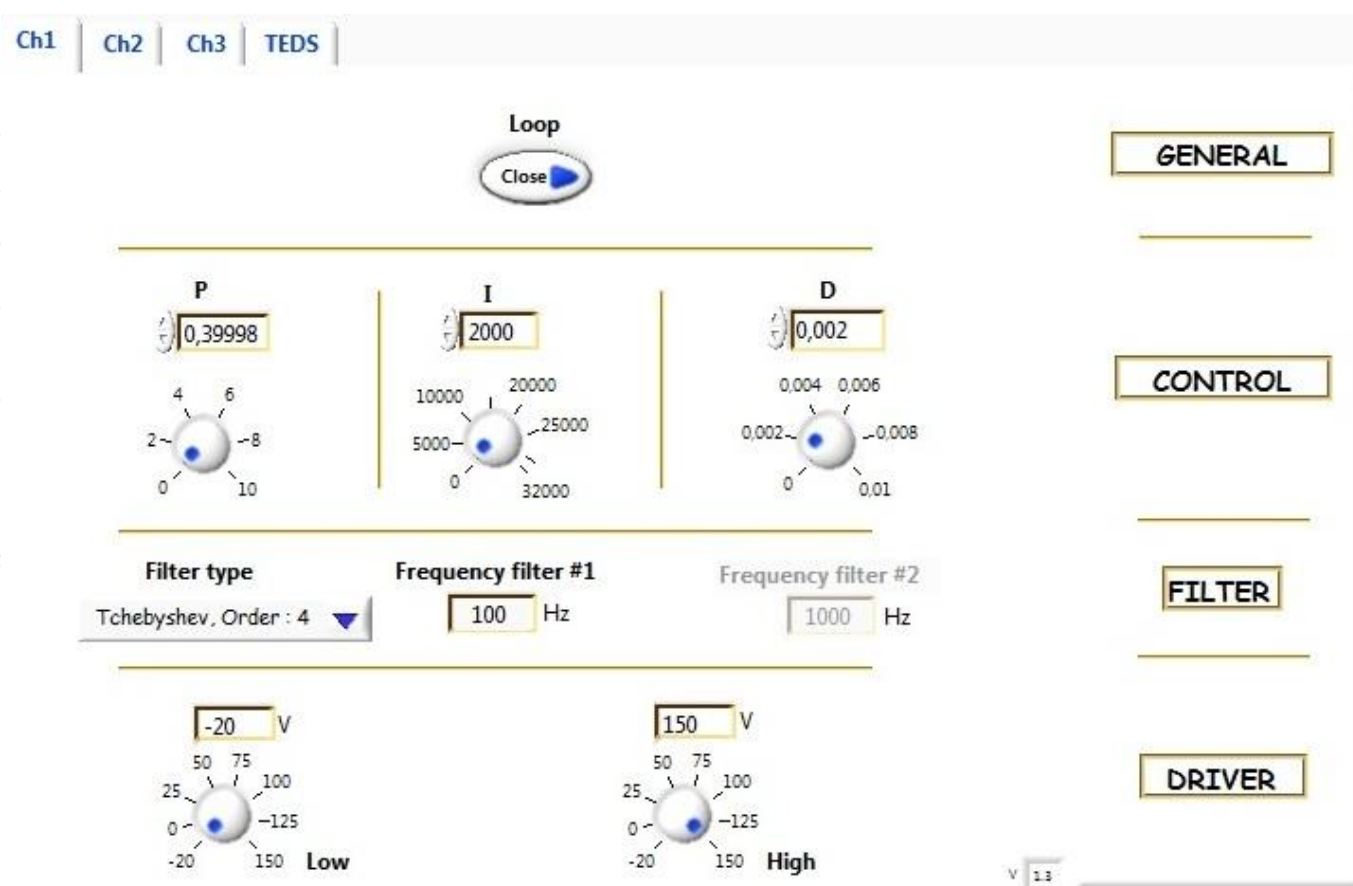 Ch1 Ch2 Ch3 TEDS
Loop
Close
GENERAL
P I D
0,39998 2000 0,002
0 2 4 6 8 10
0 5000 10000 20000 25000 32000
0 0,002 0,004 0,006 0,008 0,01
CONTROL
Filter type Frequency filter #1 Frequency filter #2
Tchebyshev, Order : 4 100 Hz 1000 Hz
FILTER
-20 V 150 V
-20 0 25 50 75 100 125 150 Low
-20 0 25 50 75 100 125 150 High
DRIVER
V 1.3